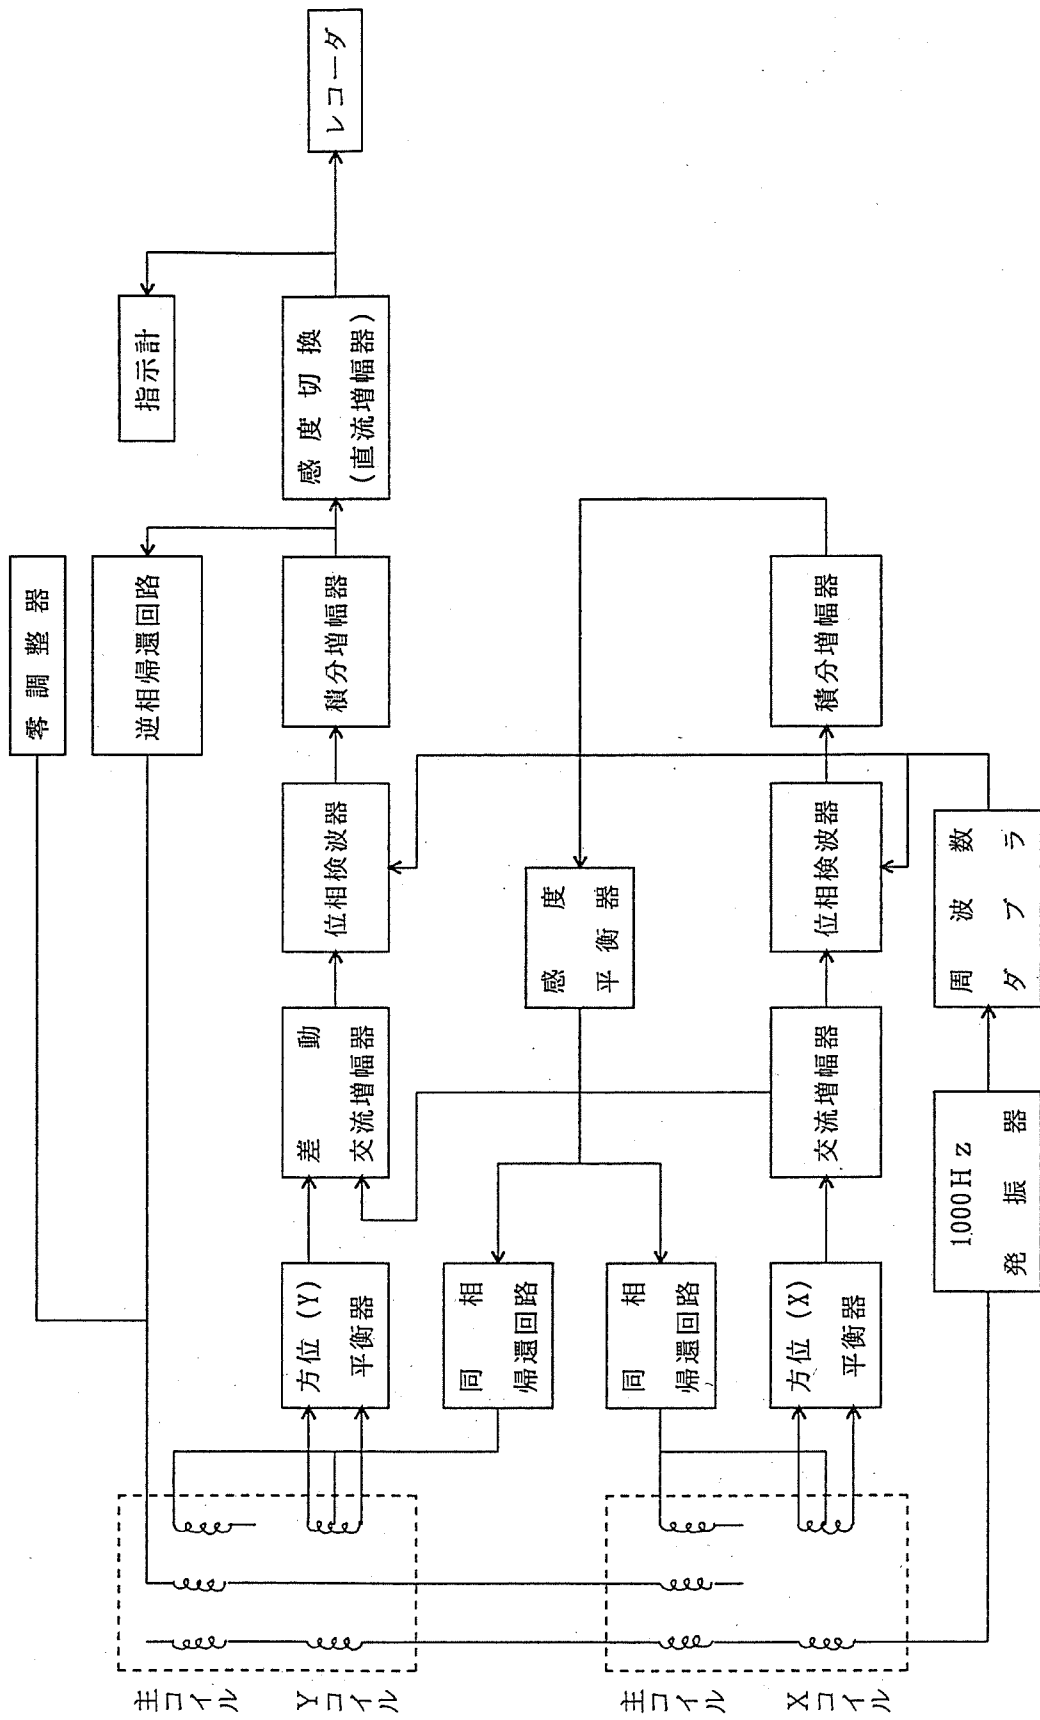 零調整器
逆相帰還回路
指示計
レコーダ
方位(Y)
平衡器
差動
交流増幅器
位相検波器
積分増幅器
感度切換
(直流増幅器)
同相
帰還回路
感度
平衡器
同相
帰還回路
方位(X)
平衡器
交流増幅器
位相検波器
積分増幅器
1000Hz
発振器
周波数
ダブラ
主コイル
Yコイル
主コイル
Xコイル